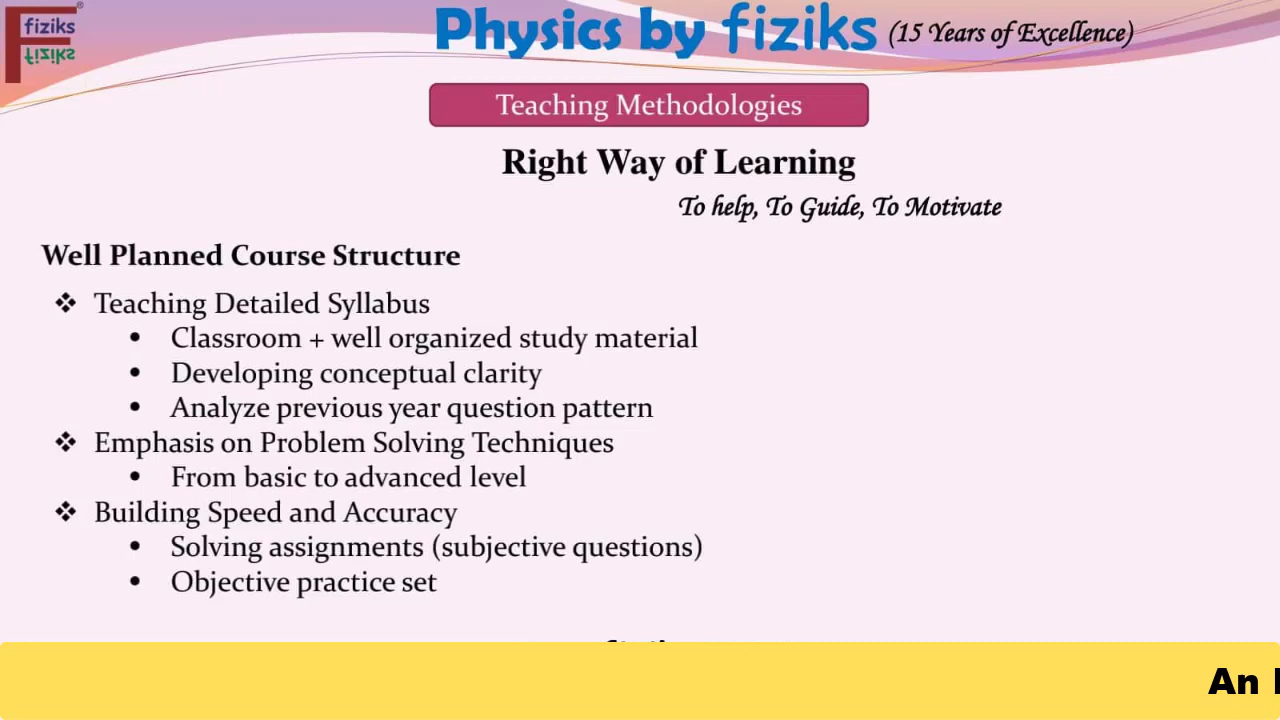 fiziks®
fiziks
Physics by fiziks (15 Years of Excellence)
Teaching Methodologies
Right Way of Learning
To help, To Guide, To Motivate
Well Planned Course Structure
❖ Teaching Detailed Syllabus
• Classroom + well organized study material
• Developing conceptual clarity
• Analyze previous year question pattern
❖ Emphasis on Problem Solving Techniques
• From basic to advanced level
❖ Building Speed and Accuracy
• Solving assignments (subjective questions)
• Objective practice set
An